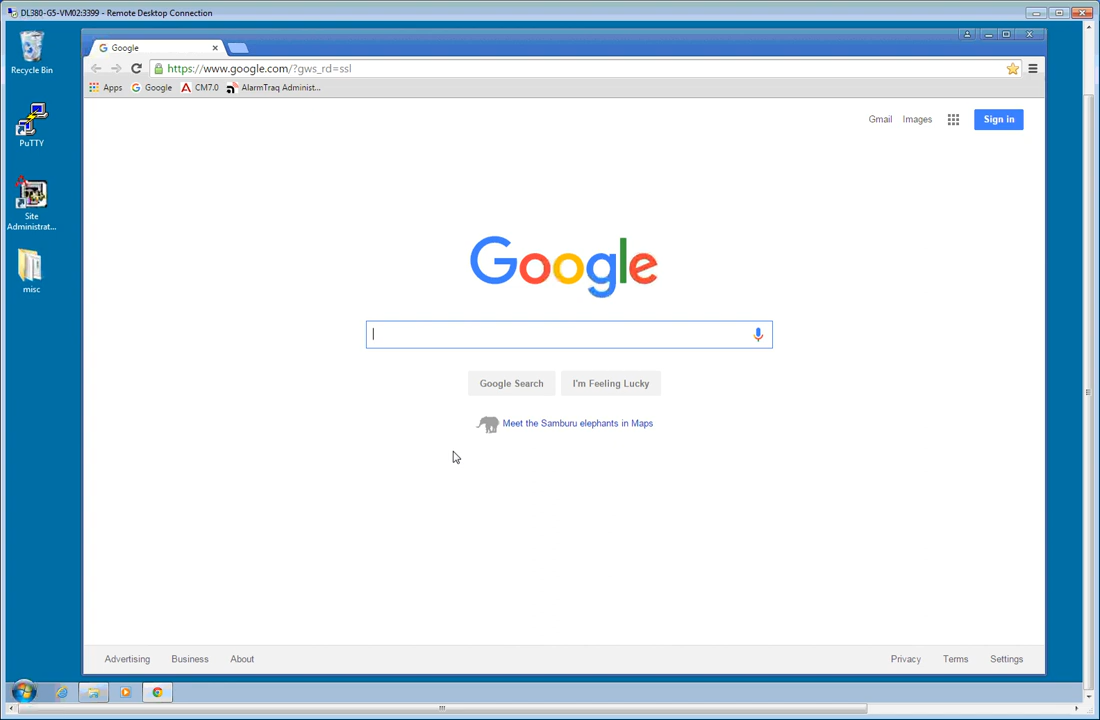 DL380-G5-VM02:3399 - Remote Desktop Connection
Recycle Bin
PuTTY
Site
Administrat...
misc
Google
https://www.google.com/?gws_rd=ssl
Apps Google CM7.0 AlarmTraq Administ...
Gmail Images Sign in
Google
Google Search I'm Feeling Lucky
Meet the Samburu elephants in Maps
Advertising Business About Privacy Terms Settings